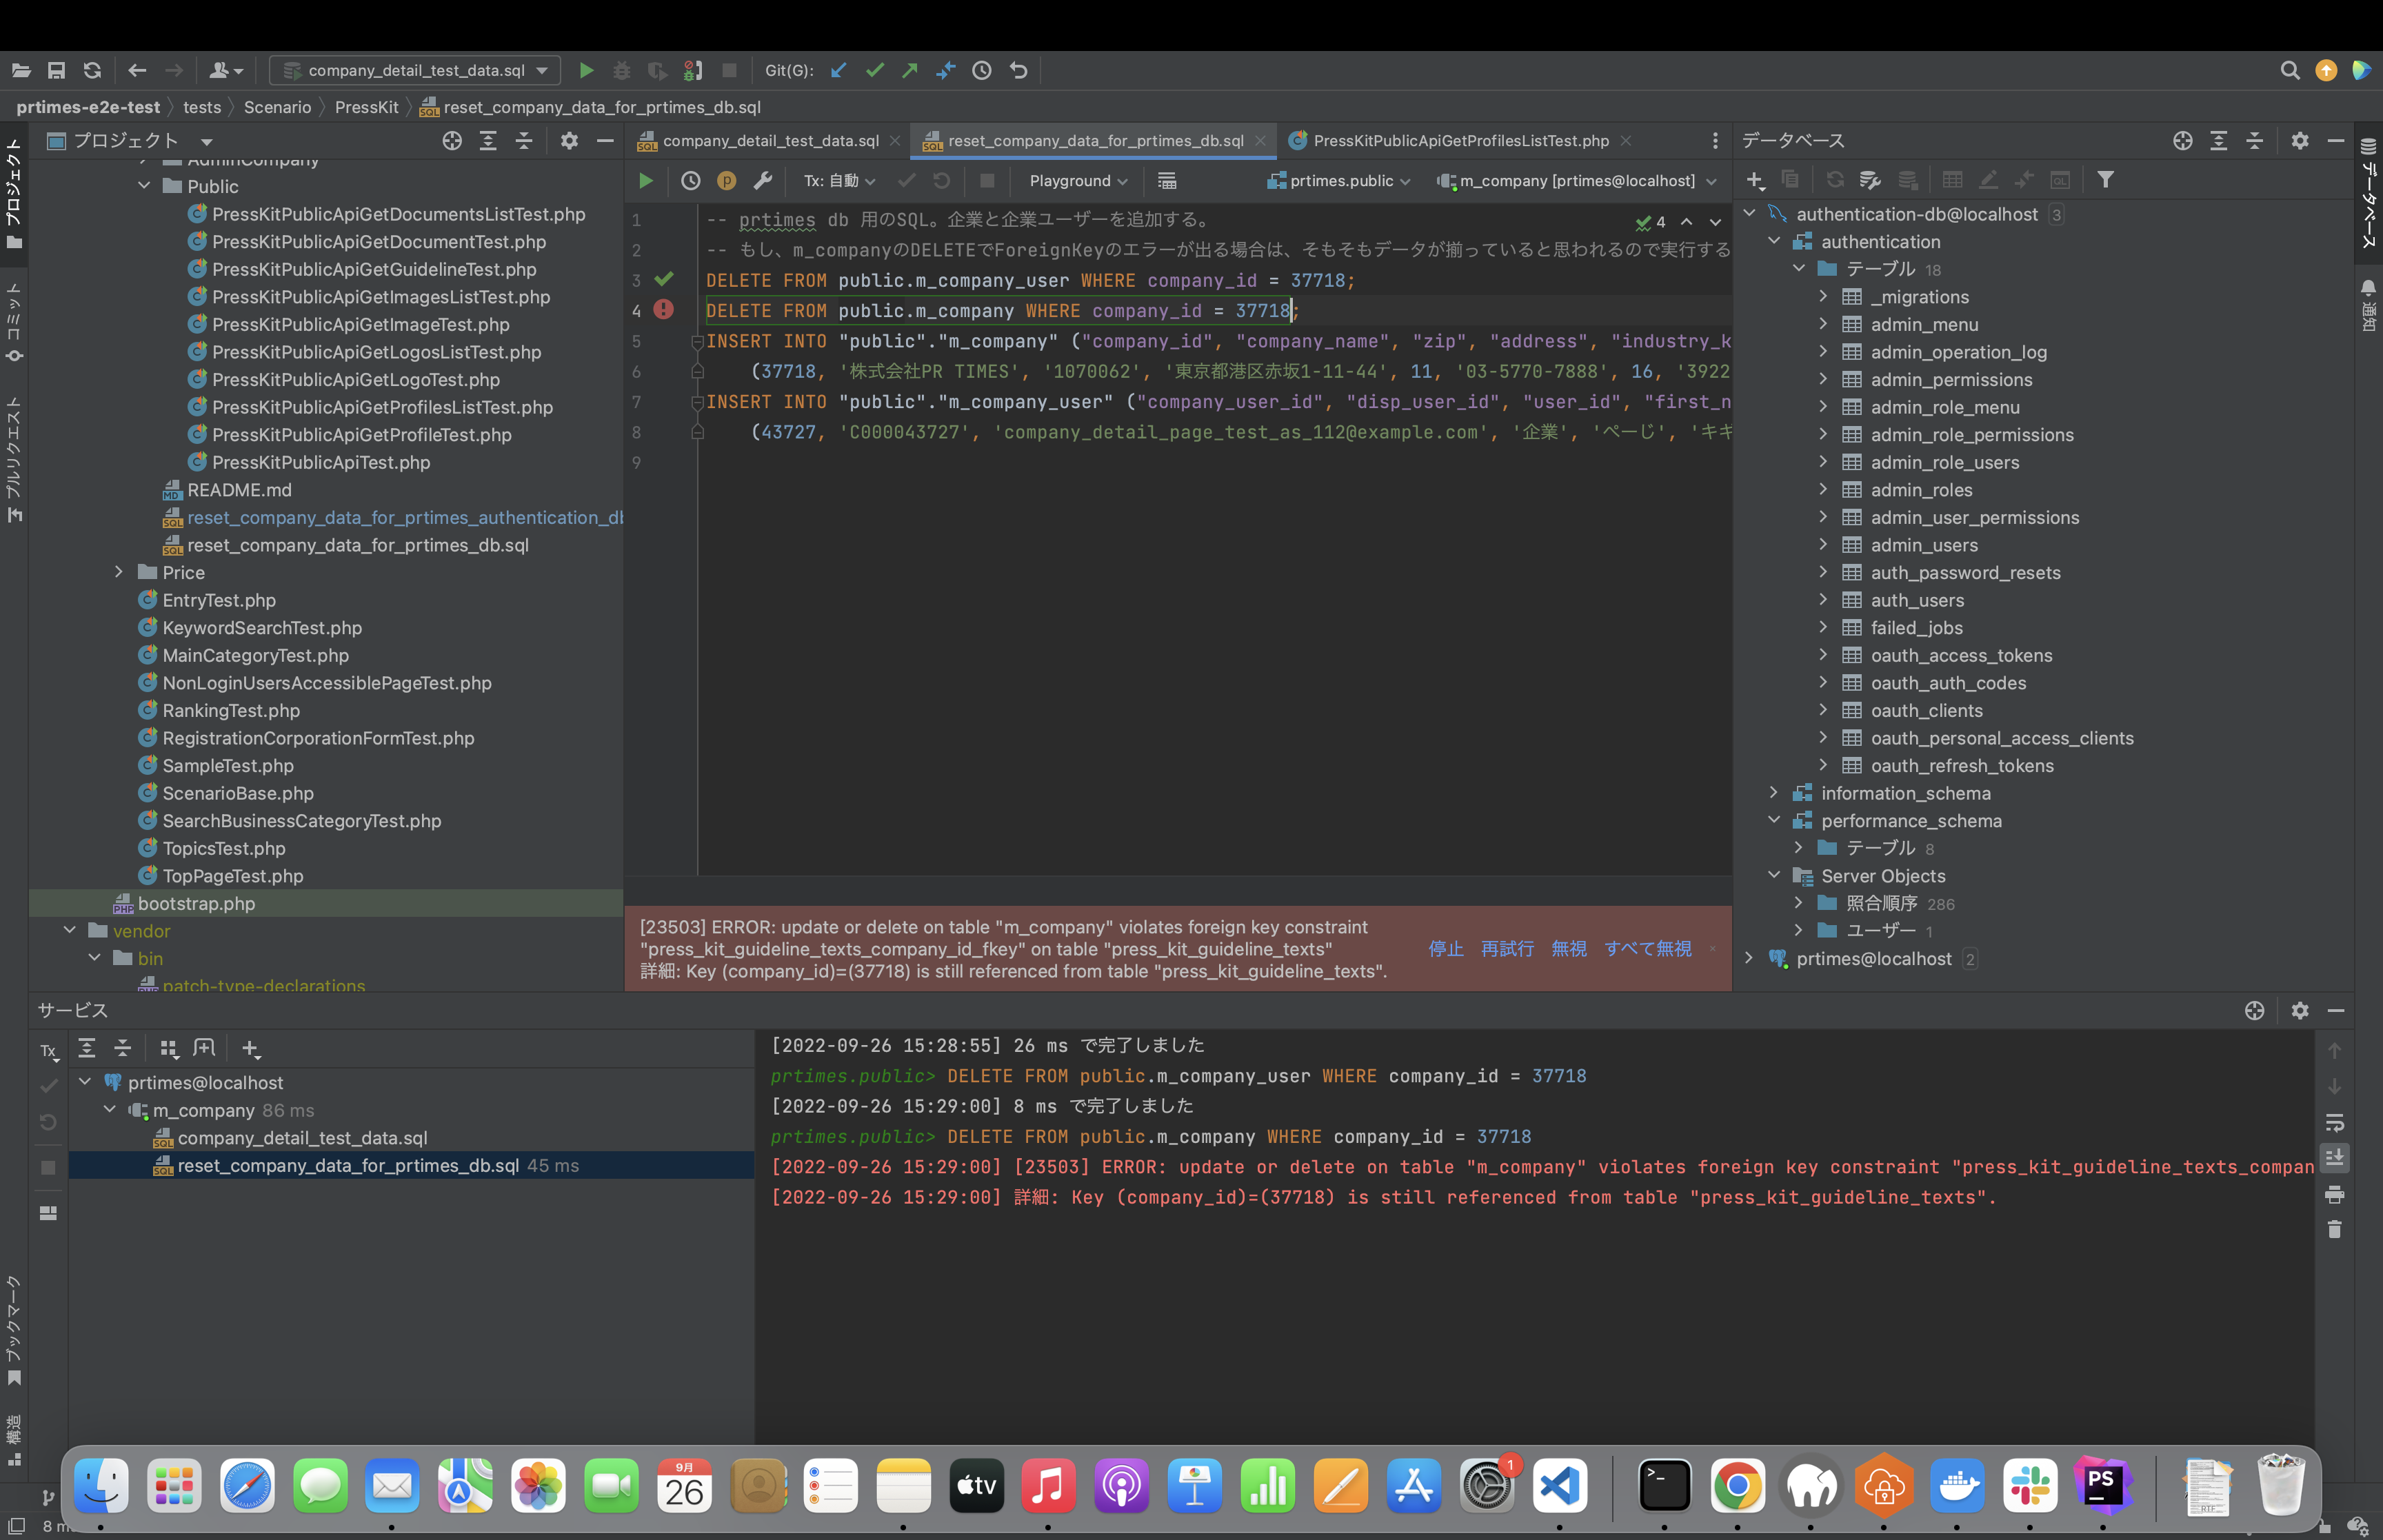 company_detail_test_data.sql
Git(G):
prtimes-e2e-test
tests
Scenario
PressKit
reset_company_data_for_prtimes_db.sql
プロジェクト
AdminCompany
Public
PressKitPublicApiGetDocumentsListTest.php
PressKitPublicApiGetDocumentTest.php
PressKitPublicApiGetGuidelineTest.php
PressKitPublicApiGetImagesListTest.php
PressKitPublicApiGetImageTest.php
PressKitPublicApiGetLogosListTest.php
PressKitPublicApiGetLogoTest.php
PressKitPublicApiGetProfilesListTest.php
PressKitPublicApiGetProfileTest.php
PressKitPublicApiTest.php
README.md
reset_company_data_for_prtimes_authentication_db
reset_company_data_for_prtimes_db.sql
Price
EntryTest.php
KeywordSearchTest.php
MainCategoryTest.php
NonLoginUsersAccessiblePageTest.php
RankingTest.php
RegistrationCorporationFormTest.php
SampleTest.php
ScenarioBase.php
SearchBusinessCategoryTest.php
TopicsTest.php
TopPageTest.php
bootstrap.php
vendor
bin
patch-type-declarations
プロジェクト
コミット
プルリクエスト
ブックマーク
構造
company_detail_test_data.sql
reset_company_data_for_prtimes_db.sql
PressKitPublicApiGetProfilesListTest.php
Tx: 自動
Playground
prtimes.public
m_company [prtimes@localhost]
4
1 -- prtimes db 用のSQL。企業と企業ユーザーを追加する。
2 -- もし、m_companyのDELETEでForeignKeyのエラーが出る場合は、そもそもデータが揃っていると思われるので実行する
3 DELETE FROM public.m_company_user WHERE company_id = 37718;
4 DELETE FROM public.m_company WHERE company_id = 37718;
5 INSERT INTO "public"."m_company" ("company_id", "company_name", "zip", "address", "industry_k
6 (37718, '株式会社PR TIMES', '1070062', '東京都港区赤坂1-11-44', 11, '03-5770-7888', 16, '3922
7 INSERT INTO "public"."m_company_user" ("company_user_id", "disp_user_id", "user_id", "first_n
8 (43727, 'C000043727', 'company_detail_page_test_as_112@example.com', '企業', 'ページ', 'キギ
9
[23503] ERROR: update or delete on table "m_company" violates foreign key constraint
"press_kit_guideline_texts_company_id_fkey" on table "press_kit_guideline_texts"
詳細: Key (company_id)=(37718) is still referenced from table "press_kit_guideline_texts".
停止 再試行 無視 すべて無視
データベース
authentication-db@localhost 3
authentication
テーブル 18
_migrations
admin_menu
admin_operation_log
admin_permissions
admin_role_menu
admin_role_permissions
admin_role_users
admin_roles
admin_user_permissions
admin_users
auth_password_resets
auth_users
failed_jobs
oauth_access_tokens
oauth_auth_codes
oauth_clients
oauth_personal_access_clients
oauth_refresh_tokens
information_schema
performance_schema
テーブル 8
Server Objects
照合順序 286
ユーザー 1
prtimes@localhost 2
データベース
通知
サービス
Tx
prtimes@localhost
m_company 86 ms
company_detail_test_data.sql
reset_company_data_for_prtimes_db.sql 45 ms
[2022-09-26 15:28:55] 26 ms で完了しました
prtimes.public> DELETE FROM public.m_company_user WHERE company_id = 37718
[2022-09-26 15:29:00] 8 ms で完了しました
prtimes.public> DELETE FROM public.m_company WHERE company_id = 37718
[2022-09-26 15:29:00] [23503] ERROR: update or delete on table "m_company" violates foreign key constraint "press_kit_guideline_texts_compan
[2022-09-26 15:29:00] 詳細: Key (company_id)=(37718) is still referenced from table "press_kit_guideline_texts".
9月
26
tv
1
PS
8 m